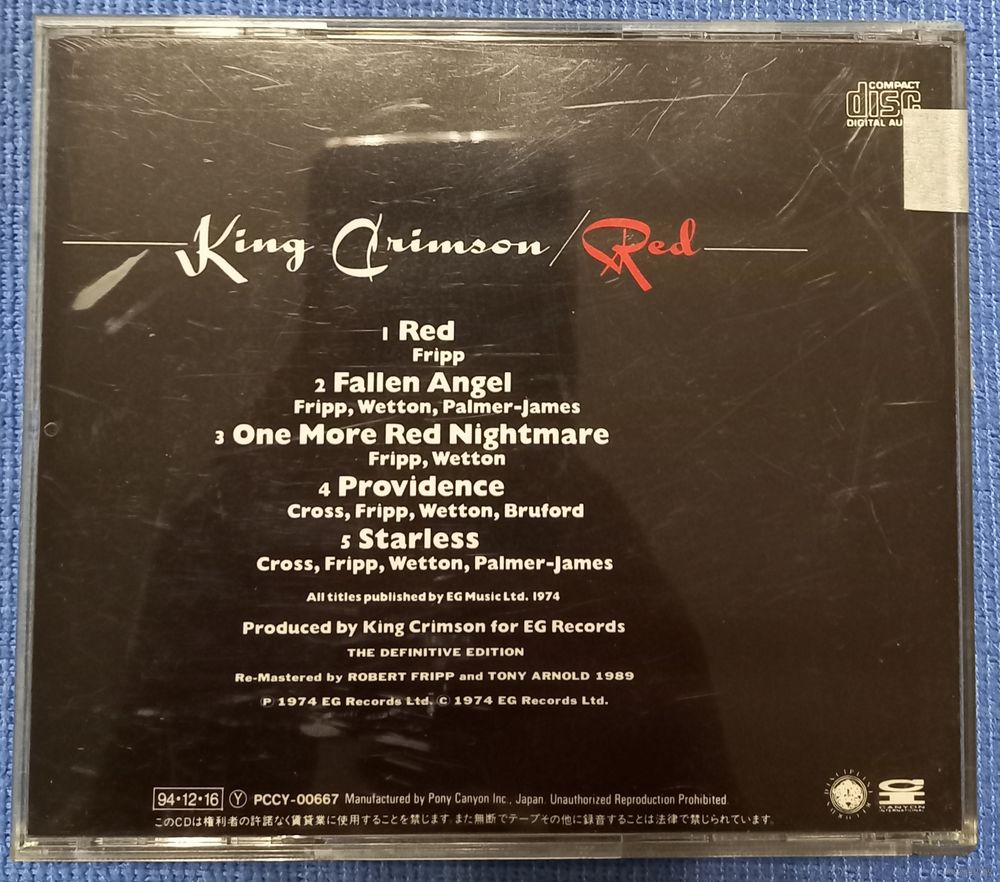 COMPACT
disc
DIGITAL AU
King Crimson/Red
1 Red
Fripp
2 Fallen Angel
Fripp, Wetton, Palmer-James
3 One More Red Nightmare
Fripp, Wetton
4 Providence
Cross, Fripp, Wetton, Bruford
5 Starless
Cross, Fripp, Wetton, Palmer-James
All titles published by EG Music Ltd. 1974
Produced by King Crimson for EG Records
THE DEFINITIVE EDITION
Re-Mastered by ROBERT FRIPP and TONY ARNOLD 1989
℗ 1974 EG Records Ltd. © 1974 EG Records Ltd.
94•12•16 Ⓨ PCCY-00667 Manufactured by Pony Canyon Inc., Japan. Unauthorized Reproduction Prohibited.
このCDは権利者の許諾なく賃貸業に使用することを禁じます。また無断でテープその他に録音することは法律で禁じられています。
DISCIPLINE
CANYON
INTERNATIONAL